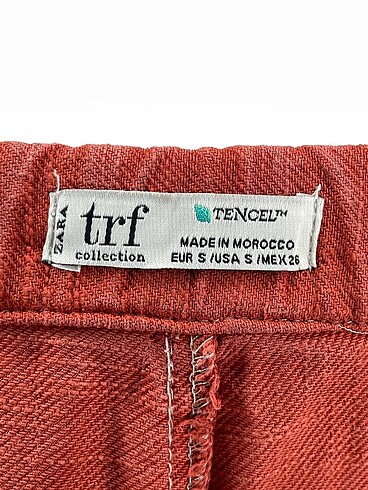 ZARA
trf
collection
TENCEL™
MADE IN MOROCCO
EUR S /USA S /MEX 26